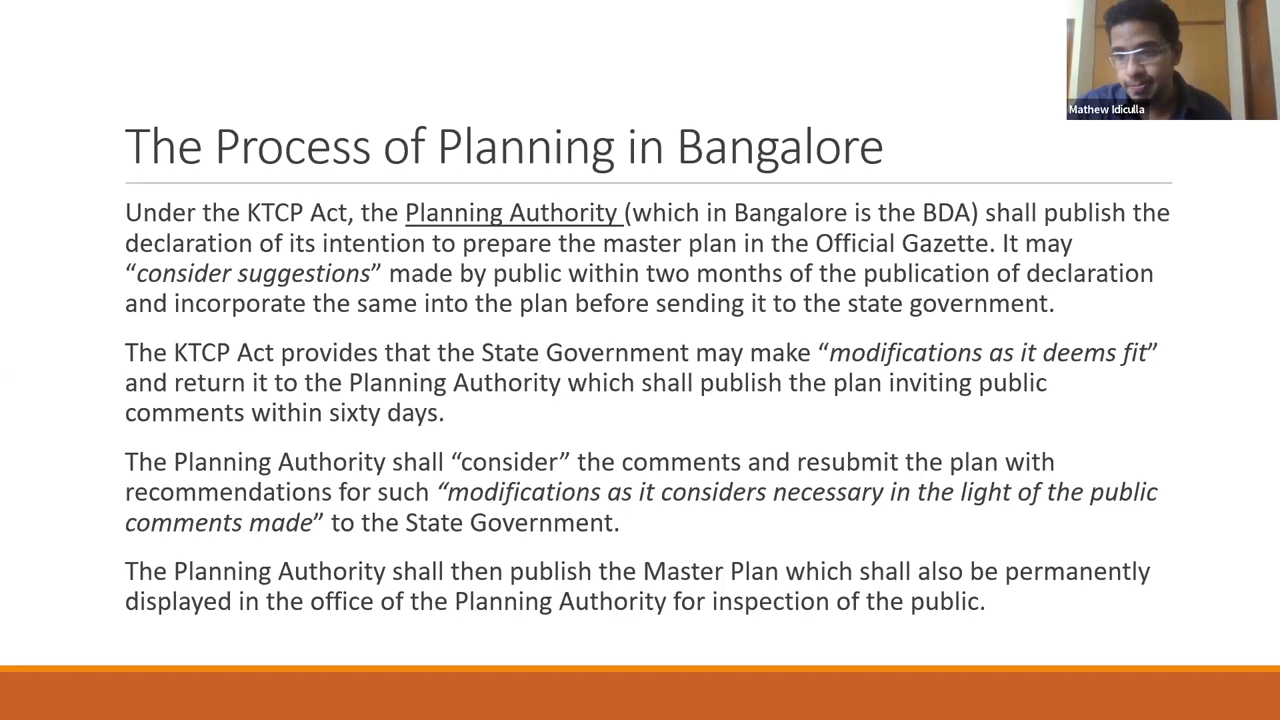 Mathew Idiculla
The Process of Planning in Bangalore
Under the KTCP Act, the Planning Authority (which in Bangalore is the BDA) shall publish the
declaration of its intention to prepare the master plan in the Official Gazette. It may
“consider suggestions” made by public within two months of the publication of declaration
and incorporate the same into the plan before sending it to the state government.
The KTCP Act provides that the State Government may make “modifications as it deems fit”
and return it to the Planning Authority which shall publish the plan inviting public
comments within sixty days.
The Planning Authority shall “consider” the comments and resubmit the plan with
recommendations for such “modifications as it considers necessary in the light of the public
comments made” to the State Government.
The Planning Authority shall then publish the Master Plan which shall also be permanently
displayed in the office of the Planning Authority for inspection of the public.